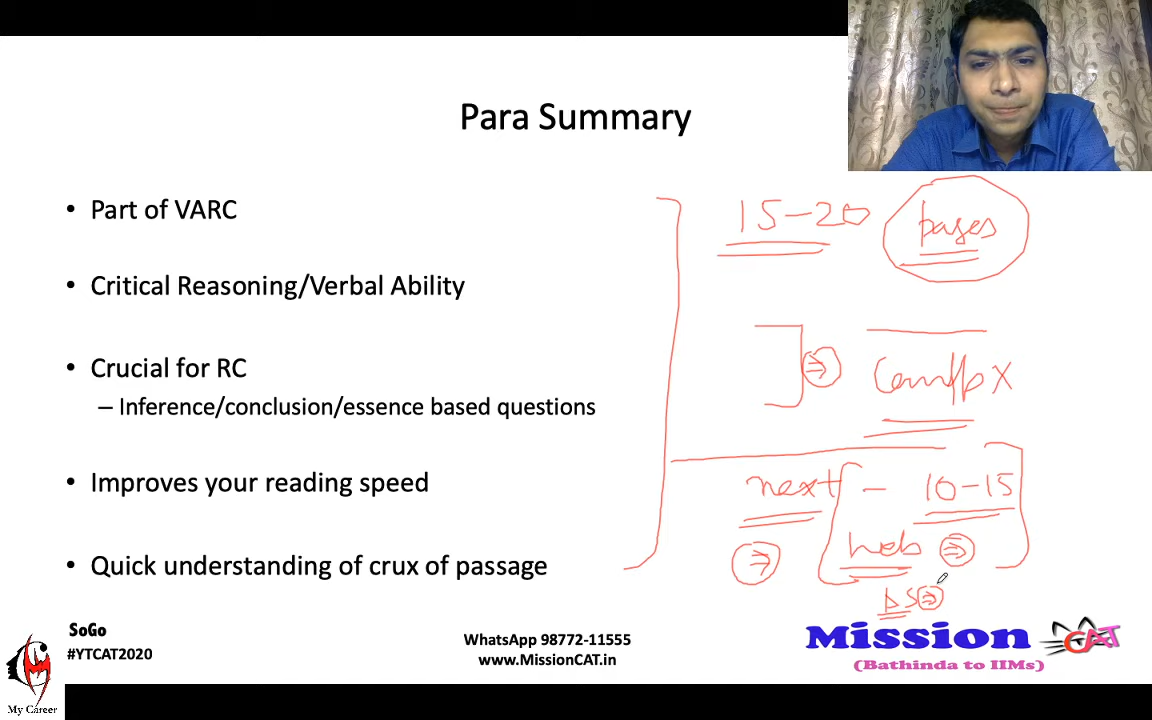 Para Summary
• Part of VARC
15-20 pages
• Critical Reasoning/Verbal Ability
• Crucial for RC
– Inference/conclusion/essence based questions
• Improves your reading speed
next - 10-15
• Quick understanding of crux of passage
SoGo
#YTCAT2020
WhatsApp 98772-11555
www.MissionCAT.in
Mission CAT
(Bathinda to IIMs)
My Career